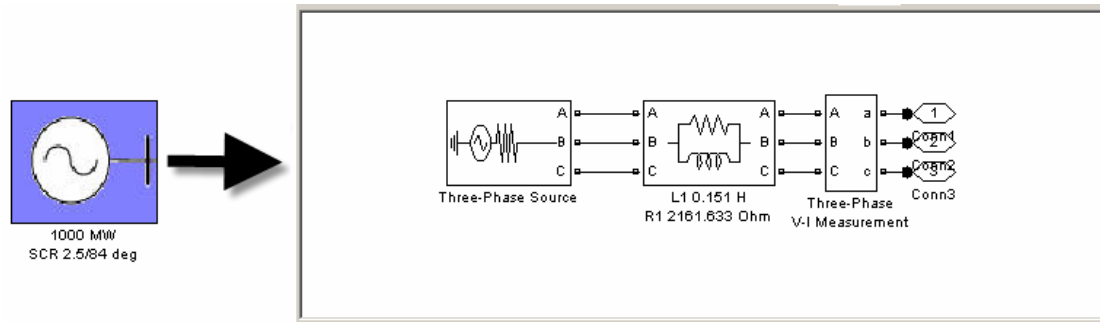 1000 MW
SCR 2.5/84 deg
A
B
C
Three-Phase Source
A
B
C
A
B
C
L1 0.151 H
R1 2161.633 Ohm
A
B
C
a
b
c
Three-Phase
V-I Measurement
1
Conn1
2
Conn2
3
Conn3